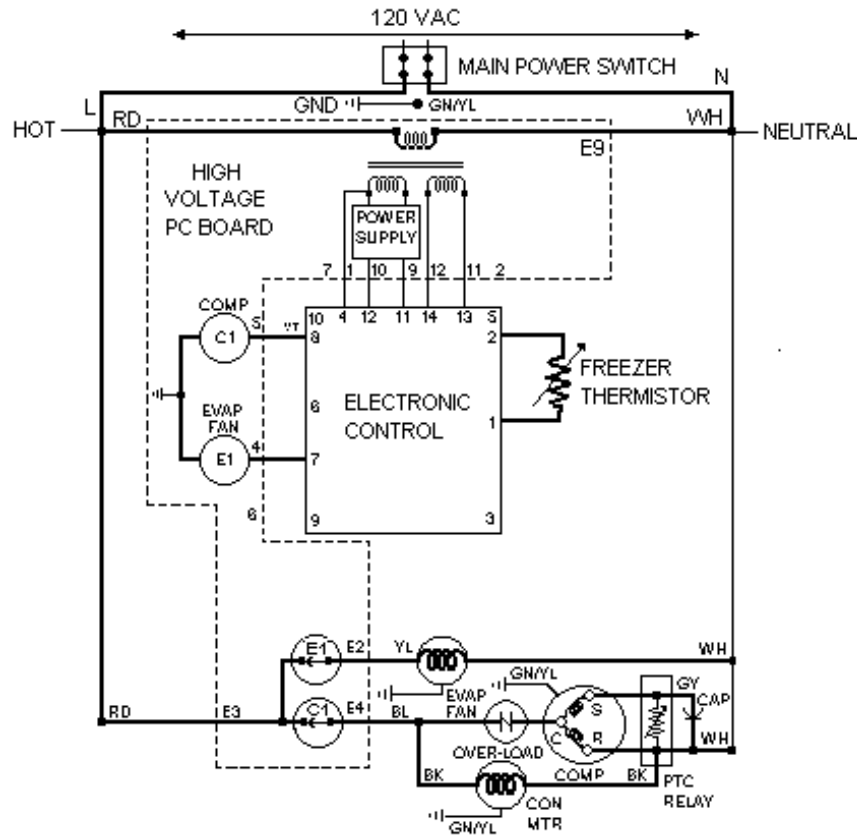 120 VAC
MAIN POWER SWITCH
L
N
GND
GN/YL
HOT
RD
WH
NEUTRAL
E9
HIGH
VOLTAGE
PC BOARD
POWER
SUPPLY
7 1 10 9 12 11 2
COMP
C1
S
VT
10 4 12 11 14 13 S
8
2
6
ELECTRONIC
CONTROL
1
FREEZER
THERMISTOR
EVAP
FAN
E1
4
7
6
9
3
E1
E2
YL
WH
GN/YL
EVAP
FAN
GY
CAP
RD
E3
C1
E4
BL
N
C
S
R
WH
OVER-LOAD
COMP
BK
BK
PTC
RELAY
CON
MTR
GN/YL